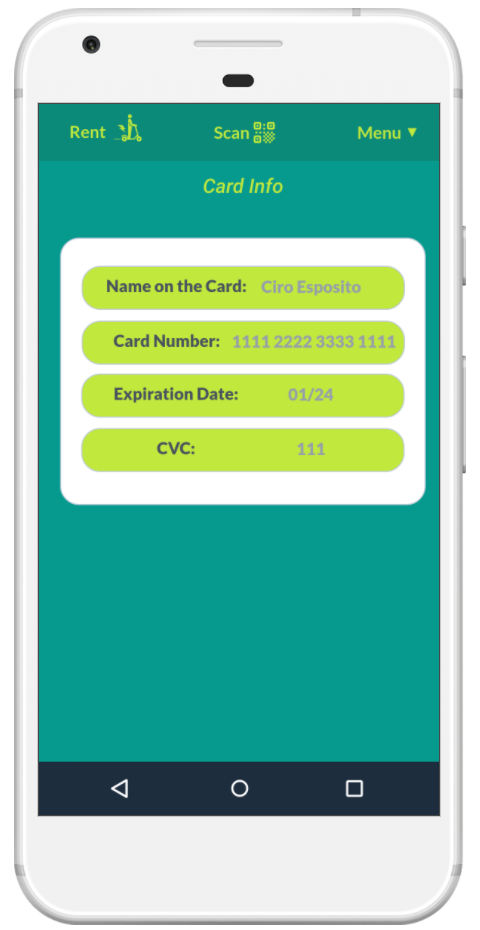 Rent Scan Menu ▼
Card Info
Name on the Card: Ciro Esposito
Card Number: 1111 2222 3333 1111
Expiration Date: 01/24
CVC: 111